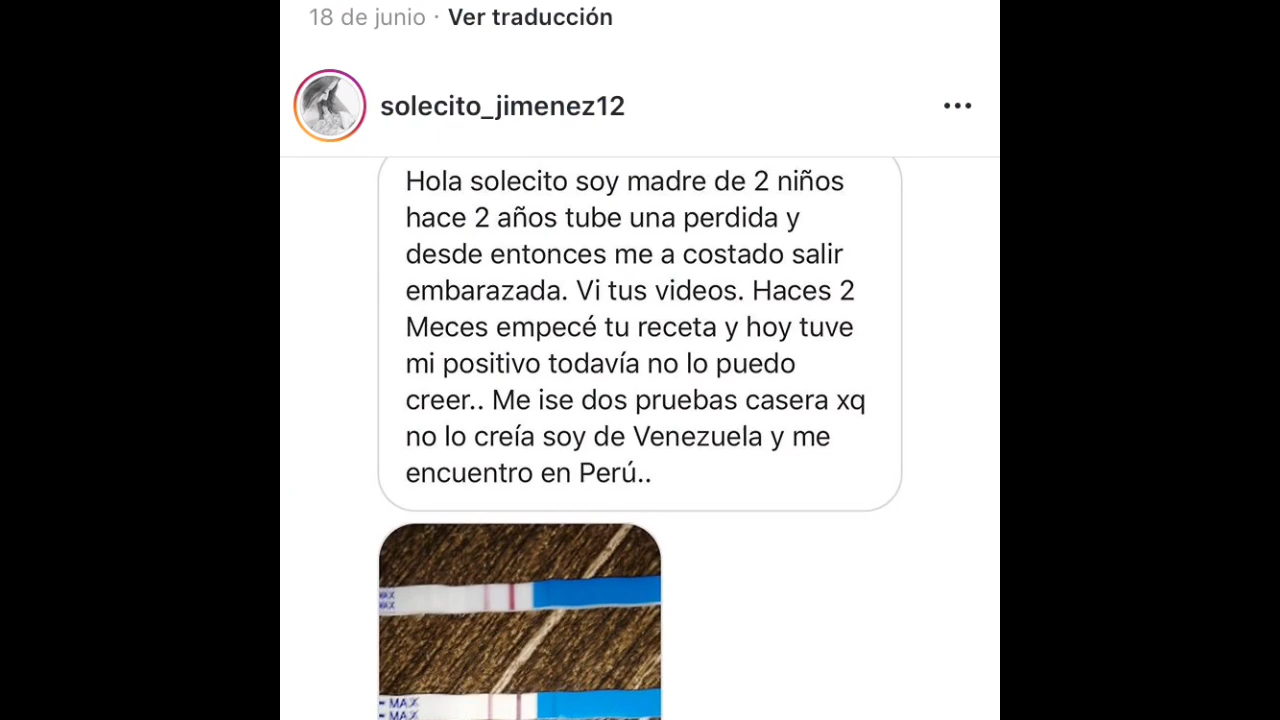 18 de junio · Ver traducción
solecito_jimenez12
Hola solecito soy madre de 2 niños
hace 2 años tube una perdida y
desde entonces me a costado salir
embarazada. Vi tus videos. Haces 2
Meces empecé tu receta y hoy tuve
mi positivo todavía no lo puedo
creer.. Me ise dos pruebas casera xq
no lo creía soy de Venezuela y me
encuentro en Perú..
MAX
MAX
MAX
MAX